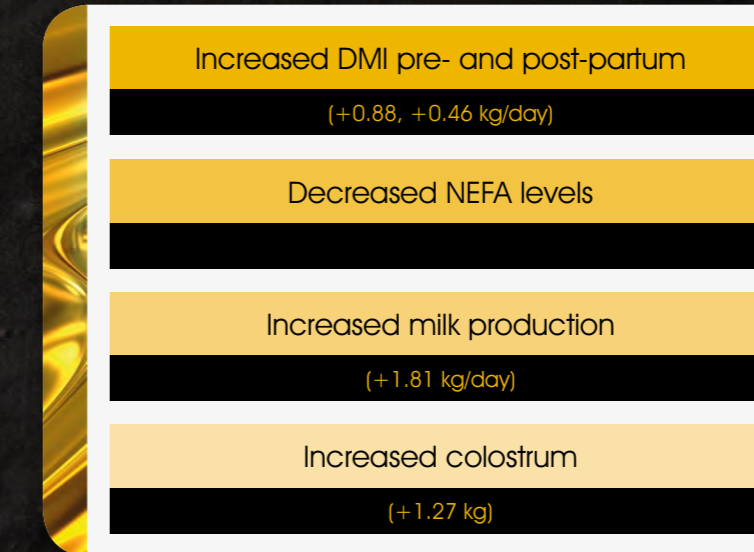 Increased DMI pre- and post-partum
(+0.88, +0.46 kg/day)
Decreased NEFA levels
Increased milk production
(+1.81 kg/day)
Increased colostrum
(+1.27 kg)